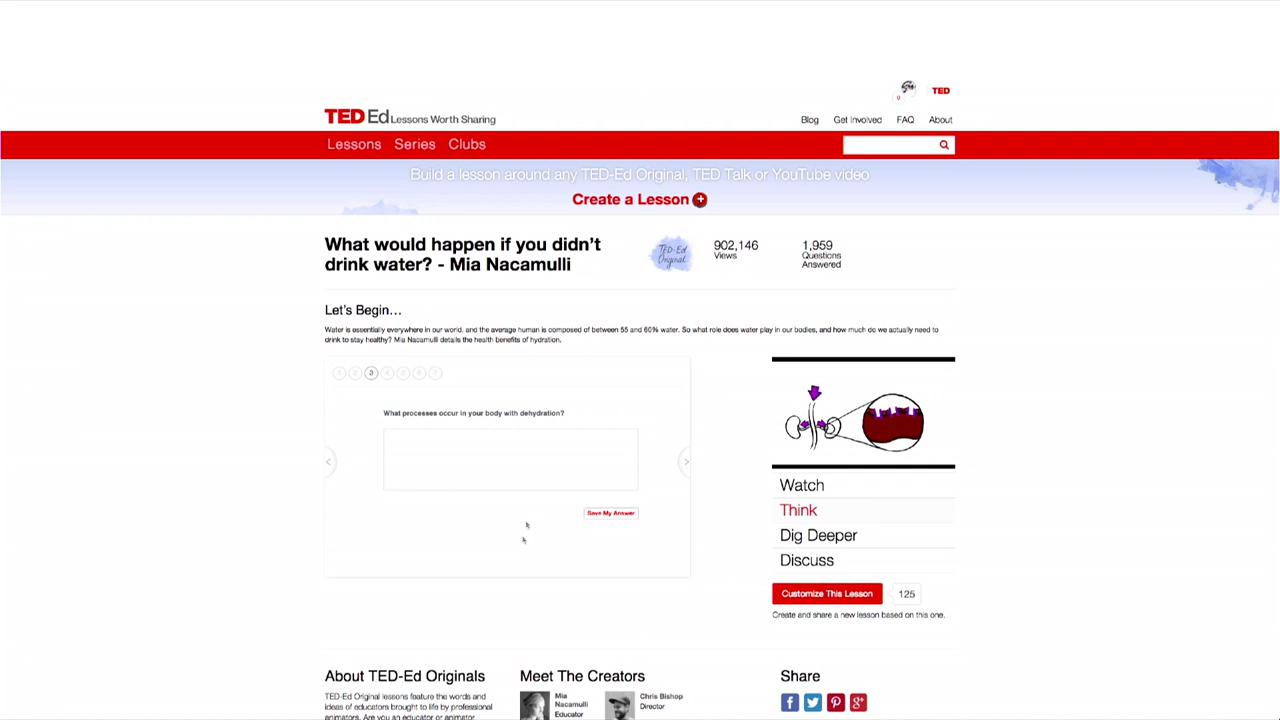 0
TED
TED Ed Lessons Worth Sharing
Blog Get Involved FAQ About
Lessons Series Clubs
Build a lesson around any TED-Ed Original, TED Talk or YouTube video
Create a Lesson +
What would happen if you didn't
drink water? - Mia Nacamulli
TED-Ed
Original
902,146
Views
1,959
Questions
Answered
Let's Begin…
Water is essentially everywhere in our world, and the average human is composed of between 55 and 60% water. So what role does water play in our bodies, and how much do we actually need to
drink to stay healthy? Mia Nacamulli details the health benefits of hydration.
1 2 3 4 5 6 7
What processes occur in your body with dehydration?
Save My Answer
Watch
Think
Dig Deeper
Discuss
Customize This Lesson 125
Create and share a new lesson based on this one.
About TED-Ed Originals
TED-Ed Original lessons feature the words and
ideas of educators brought to life by professional
animators. Are you an educator or animator
Meet The Creators
Mia
Nacamulli
Educator
Chris Bishop
Director
Share